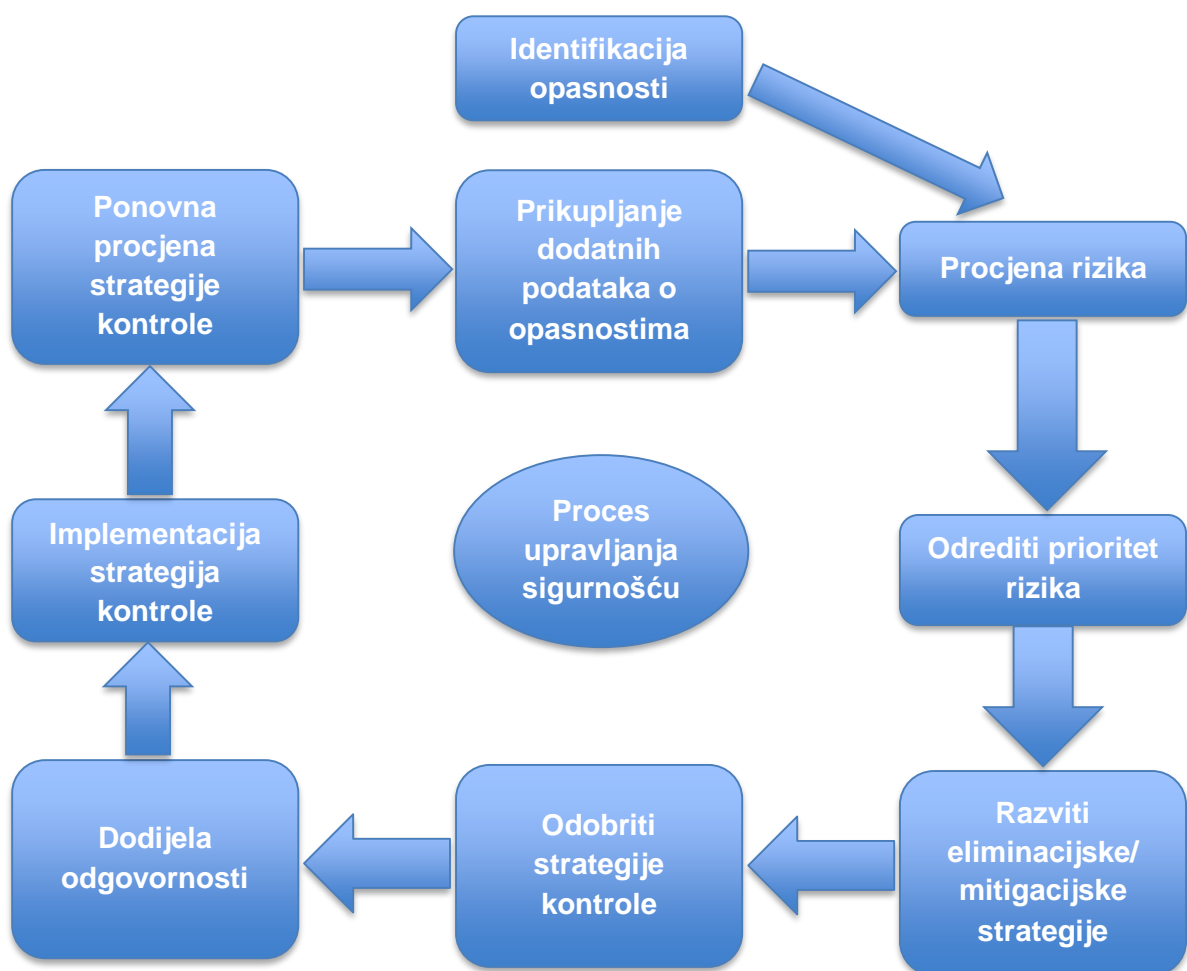 Identifikacija
opasnosti
Ponovna
procjena
strategije
kontrole
Prikupljanje
dodatnih
podataka o
opasnostima
Procjena rizika
Implementacija
strategija
kontrole
Proces
upravljanja
sigurnošću
Odrediti prioritet
rizika
Dodijela
odgovornosti
Odobriti
strategije
kontrole
Razviti
eliminacijske/
mitigacijske
strategije